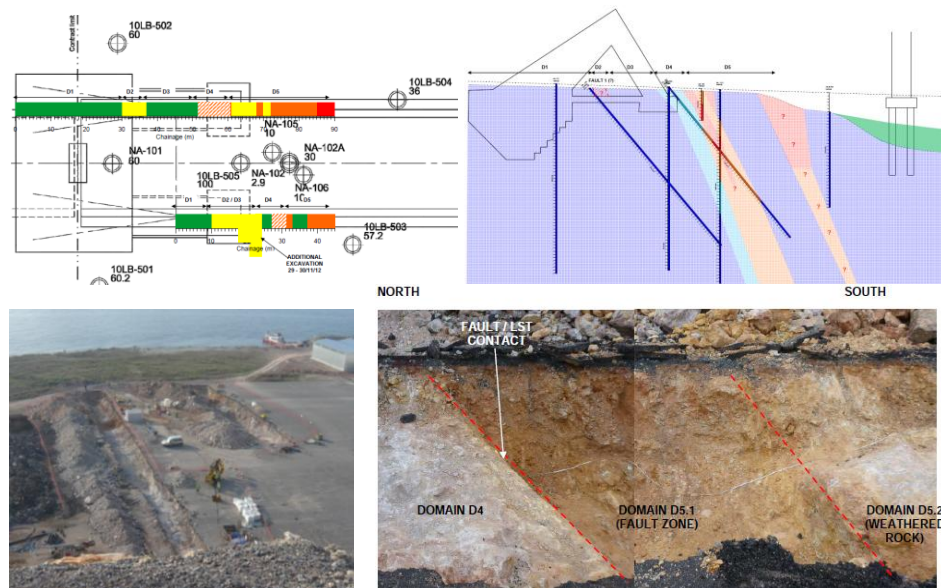 10LB-502
60
Contract limit
D1
D2
D3
D4
D5
10LB-504
36
0
20
30
40
50
60
70
80
90
Chainage (m)
NA-105
10
NA-101
60
NA-102A
30
NA-102
2.9
10LB-505
100
NA-106
D1
D2 / D3
D4
D5
10LB-503
57.2
0
10
30
40
Chainage (m)
ADDITIONAL
EXCAVATION
29 - 30/11/12
10LB-501
60.2
D1
D2
D3
D4
D5
FAULT 1 (?)
?
?
?
?
?
?
?
NORTH
SOUTH
FAULT / LST
CONTACT
DOMAIN D4
DOMAIN D5.1
(FAULT ZONE)
DOMAIN D5.2
(WEATHERED
ROCK)